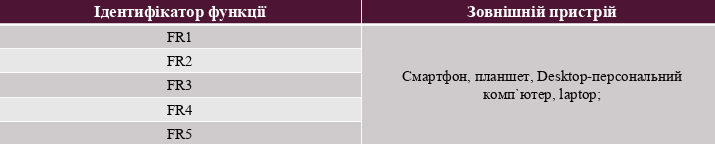 Ідентифікатор функції
Зовнішній пристрій
FR1
FR2
FR3
FR4
FR5
Смартфон, планшет, Desktop-персональний
комп`ютер, laptop;